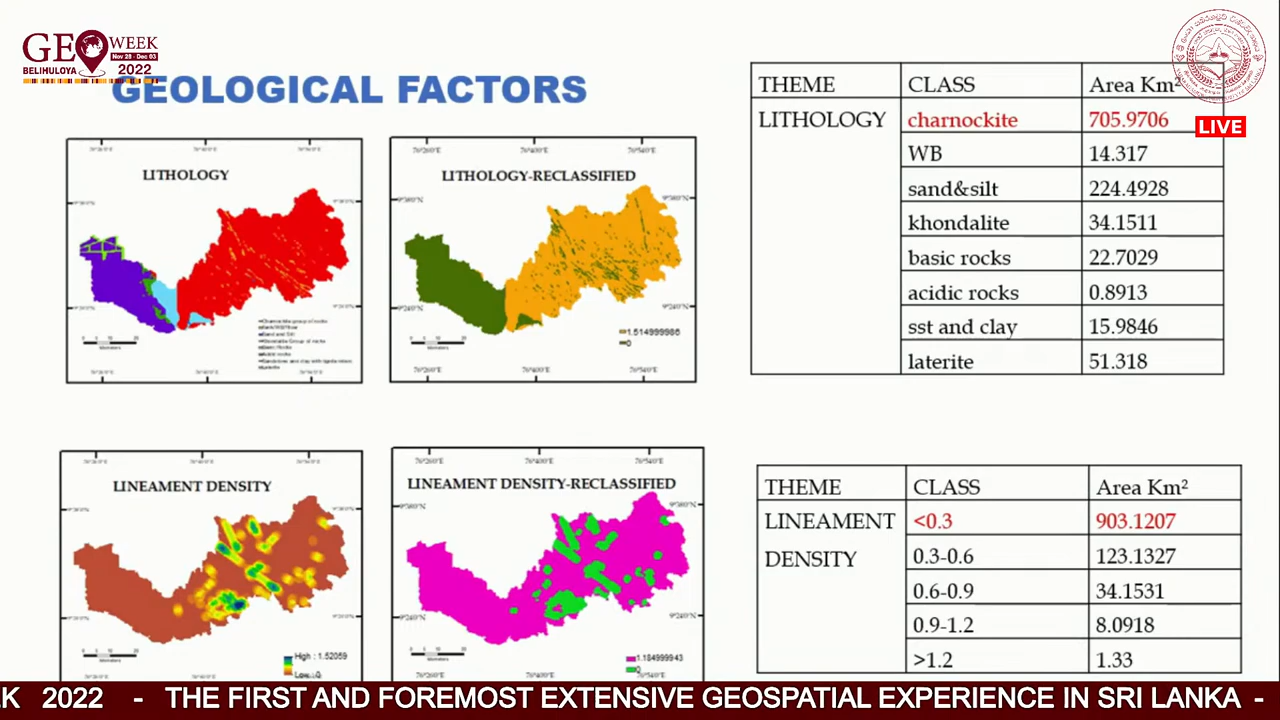 GEO WEEK
Nov 28 - Dec 03
BELIHULOYA 2022
GEOLOGICAL FACTORS
LITHOLOGY
LITHOLOGY-RECLASSIFIED
1.514999986
0
LINEAMENT DENSITY
High : 1.52059
Low : 0
LINEAMENT DENSITY-RECLASSIFIED
1.184999943
0
THEME CLASS Area Km²
LITHOLOGY charnockite 705.9706
WB 14.317
sand&silt 224.4928
khondalite 34.1511
basic rocks 22.7029
acidic rocks 0.8913
sst and clay 15.9846
laterite 51.318
LIVE
THEME CLASS Area Km²
LINEAMENT <0.3 903.1207
DENSITY 0.3-0.6 123.1327
0.6-0.9 34.1531
0.9-1.2 8.0918
>1.2 1.33
EK 2022 - THE FIRST AND FOREMOST EXTENSIVE GEOSPATIAL EXPERIENCE IN SRI LANKA -